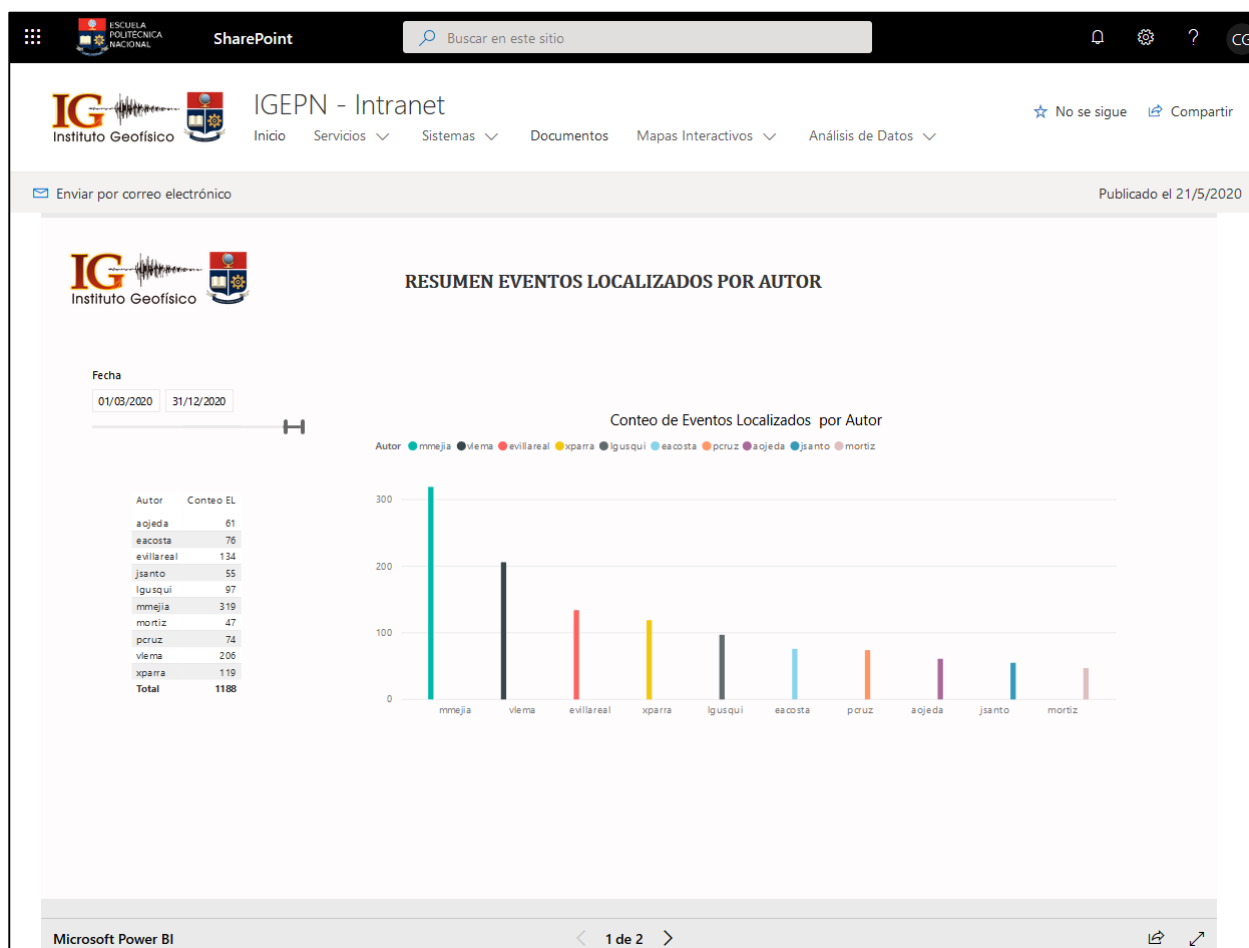 ESCUELA
POLITÉCNICA
NACIONAL
SharePoint
Buscar en este sitio
?
CG
IG
Instituto Geofísico
IGEPN - Intranet
Inicio Servicios Sistemas Documentos Mapas Interactivos Análisis de Datos
No se sigue Compartir
Enviar por correo electrónico
Publicado el 21/5/2020
IG
Instituto Geofísico
RESUMEN EVENTOS LOCALIZADOS POR AUTOR
Fecha
01/03/2020 31/12/2020
Autor Conteo EL
aojeda 61
eacosta 76
evillareal 134
jsanto 55
lgusqui 97
mmejia 319
mortiz 47
pcruz 74
vlema 206
xparra 119
Total 1188
Conteo de Eventos Localizados por Autor
Autor mmejia vlema evillareal xparra lgusqui eacosta pcruz aojeda jsanto mortiz
300
200
100
0
mmejia vlema evillareal xparra lgusqui eacosta pcruz aojeda jsanto mortiz
Microsoft Power BI
1 de 2